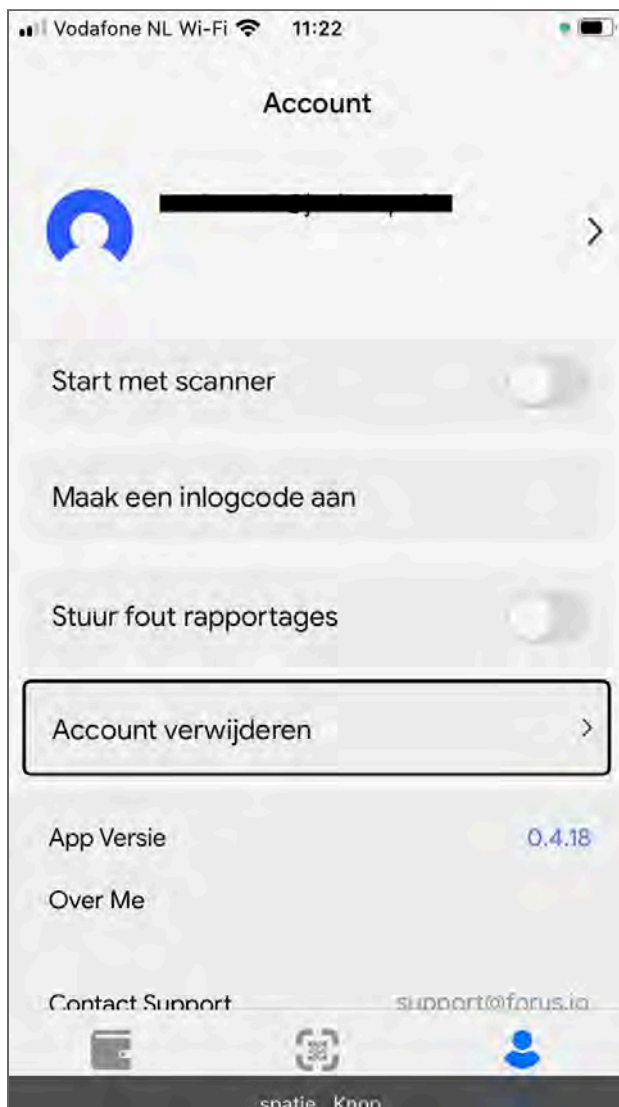 Vodafone NL Wi-Fi 11:22
Account
Start met scanner
Maak een inlogcode aan
Stuur fout rapportages
Account verwijderen
App Versie 0.4.18
Over Me
Contact Support support@forus.io
spatie Knop